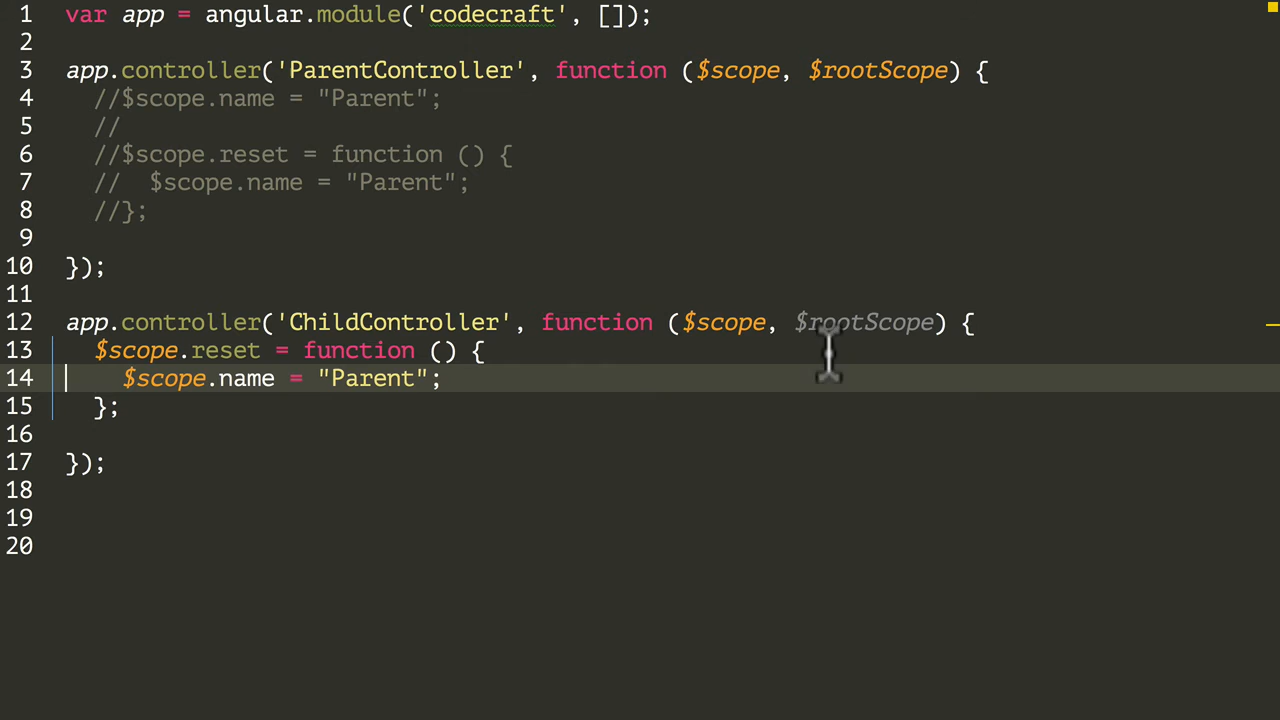 1 var app = angular.module('codecraft', []);
2
3 app.controller('ParentController', function ($scope, $rootScope) {
4 //$scope.name = "Parent";
5 //
6 //$scope.reset = function () {
7 //  $scope.name = "Parent";
8 //};
9
10 });
11
12 app.controller('ChildController', function ($scope, $rootScope) {
13 $scope.reset = function () {
14 $scope.name = "Parent";
15 };
16
17 });
18
19
20